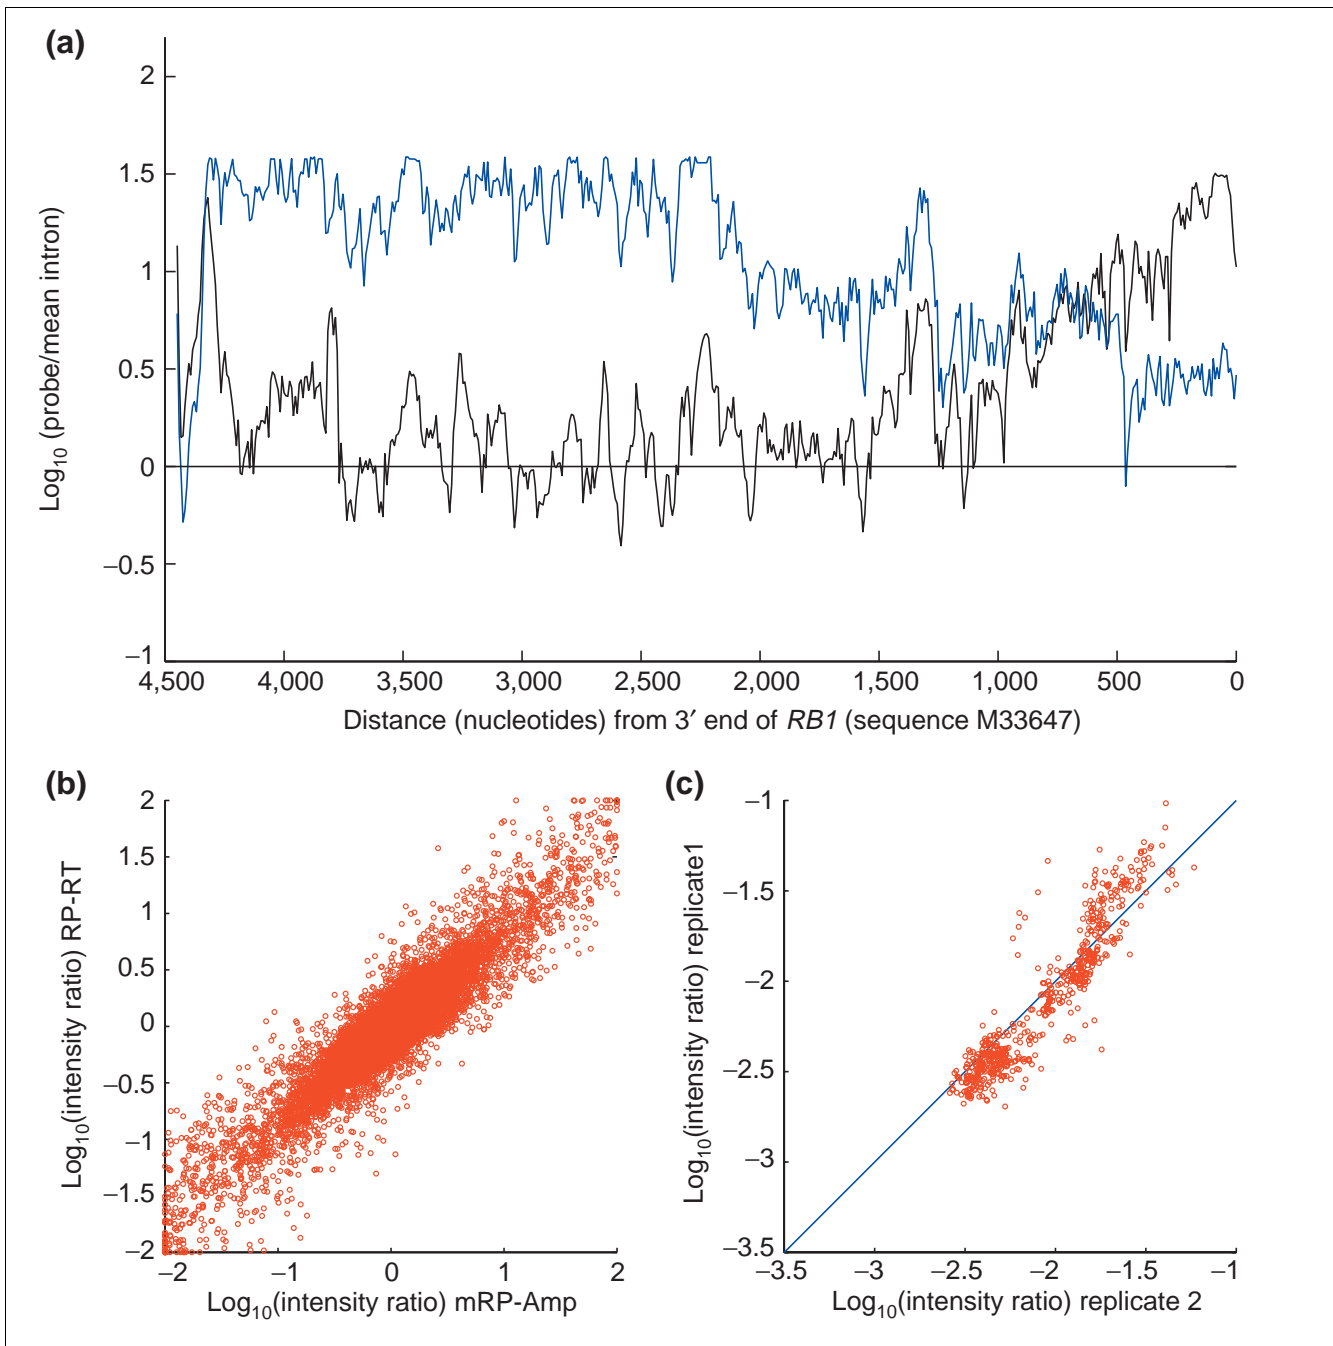 (a)
2
1.5
1
0.5
0
–0.5
–1
Log10 (probe/mean intron)
4,500 4,000 3,500 3,000 2,500 2,000 1,500 1,000 500 0
Distance (nucleotides) from 3′ end of RB1 (sequence M33647)
(b)
2
1.5
1
0.5
0
–0.5
–1
–1.5
–2
Log10(intensity ratio) RP-RT
–2 –1 0 1 2
Log10(intensity ratio) mRP-Amp
(c)
–1
–1.5
–2
–2.5
–3
–3.5
Log10(intensity ratio) replicate1
–3.5 –3 –2.5 –2 –1.5 –1
Log10(intensity ratio) replicate 2